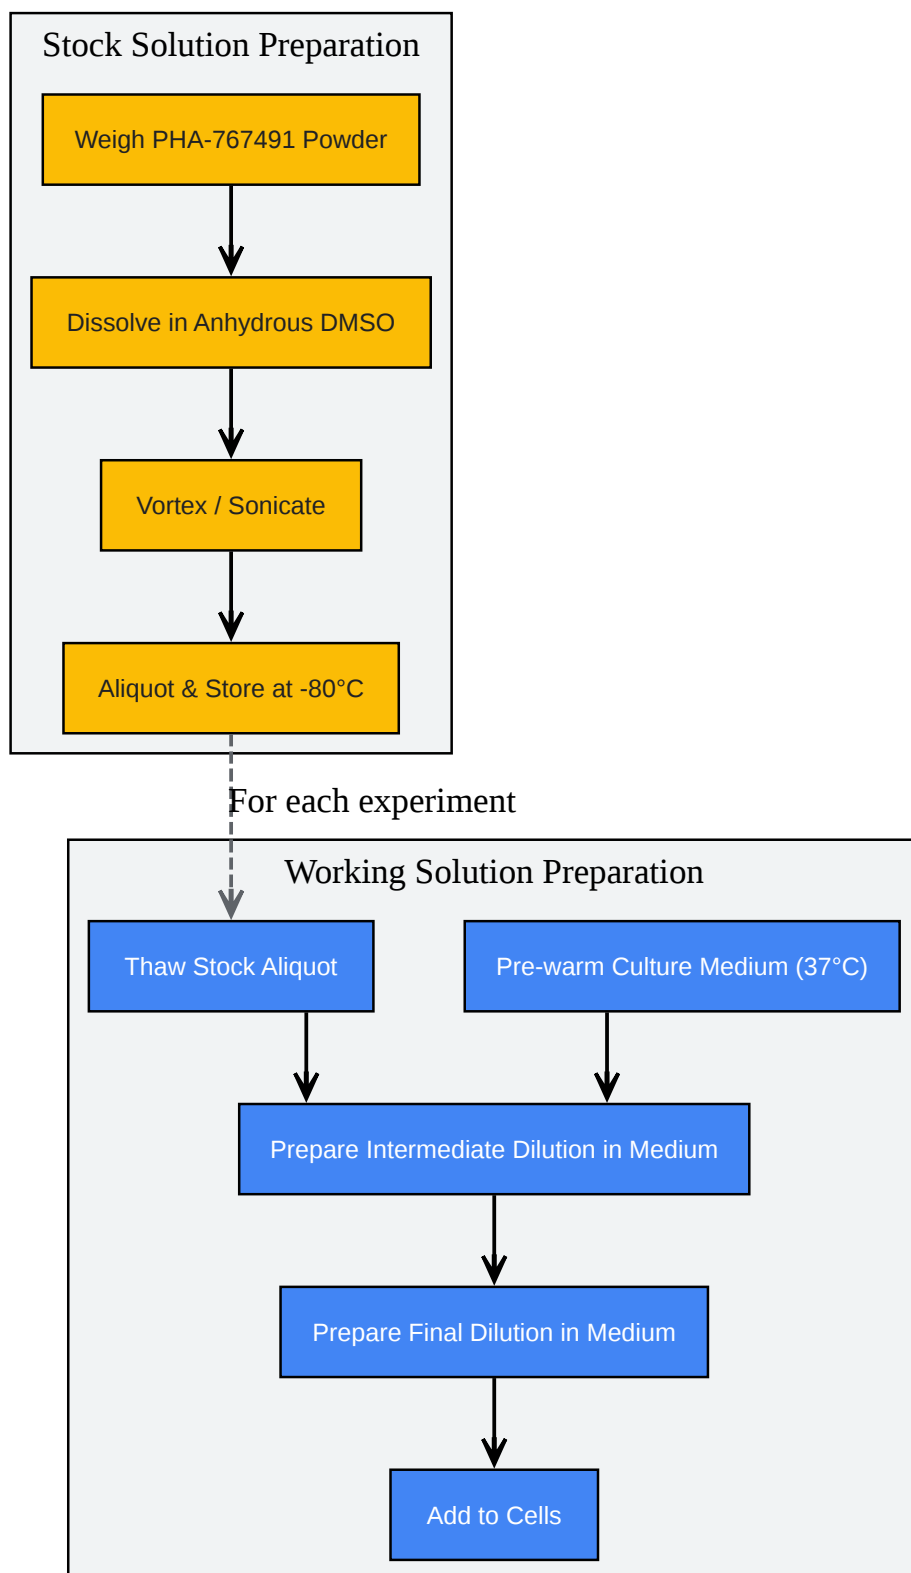 Stock Solution Preparation
Weigh PHA-767491 Powder
Dissolve in Anhydrous DMSO
Vortex / Sonicate
Aliquot & Store at -80°C
For each experiment
Working Solution Preparation
Thaw Stock Aliquot
Pre-warm Culture Medium (37°C)
Prepare Intermediate Dilution in Medium
Prepare Final Dilution in Medium
Add to Cells